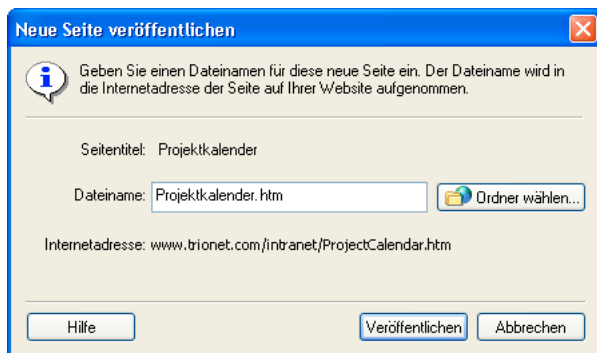 Neue Seite veröffentlichen
Geben Sie einen Dateinamen für diese neue Seite ein. Der Dateiname wird in
die Internetadresse der Seite auf Ihrer Website aufgenommen.
Seitentitel: Projektkalender
Dateiname: Projektkalender.htm Ordner wählen...
Internetadresse: www.trionet.com/intranet/ProjectCalendar.htm
Hilfe Veröffentlichen Abbrechen